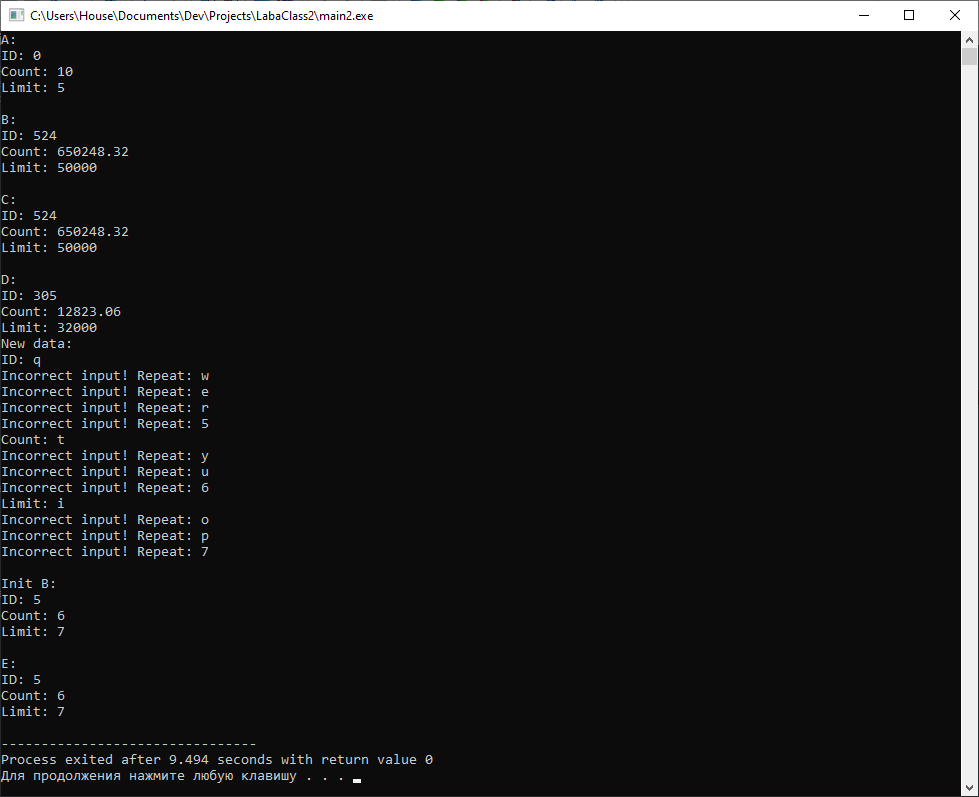 C:\Users\House\Documents\Dev\Projects\LabaClass2\main2.exe
A:
ID: 0
Count: 10
Limit: 5
B:
ID: 524
Count: 650248.32
Limit: 50000
C:
ID: 524
Count: 650248.32
Limit: 50000
D:
ID: 305
Count: 12823.06
Limit: 32000
New data:
ID: q
Incorrect input! Repeat: w
Incorrect input! Repeat: e
Incorrect input! Repeat: r
Incorrect input! Repeat: 5
Count: t
Incorrect input! Repeat: y
Incorrect input! Repeat: u
Incorrect input! Repeat: 6
Limit: i
Incorrect input! Repeat: o
Incorrect input! Repeat: p
Incorrect input! Repeat: 7
Init B:
ID: 5
Count: 6
Limit: 7
E:
ID: 5
Count: 6
Limit: 7
--------------------------------
Process exited after 9.494 seconds with return value 0
Для продолжения нажмите любую клавишу . . .